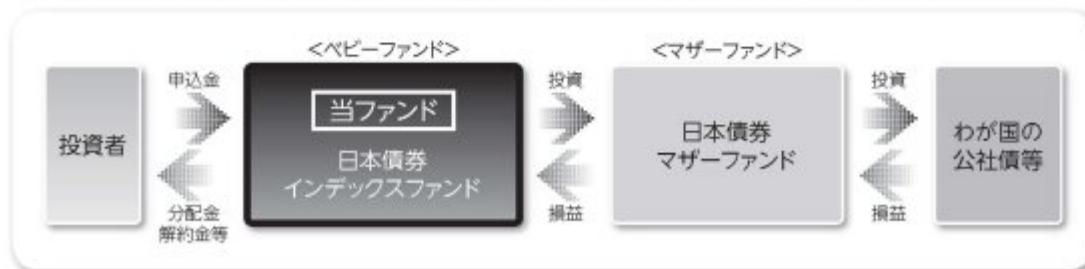 <ベビーファンド>
<マザーファンド>
投資者
申込金
分配金
解約金等
当ファンド
日本債券
インデックスファンド
投資
損益
日本債券
マザーファンド
投資
損益
わが国の
公社債等